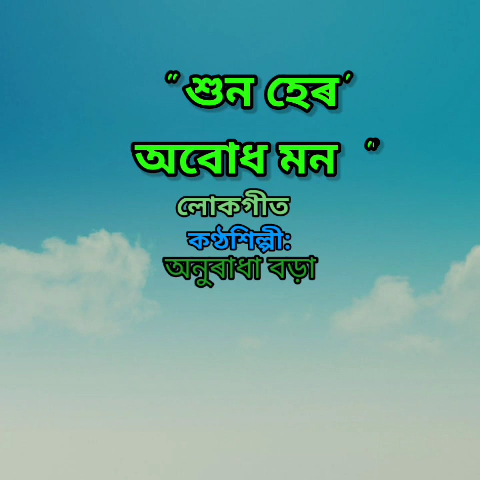 " শুন হেৰ'
অবোধ মন "
লোকগীত
কণ্ঠশিল্পী:
অনুৰাধা বড়া